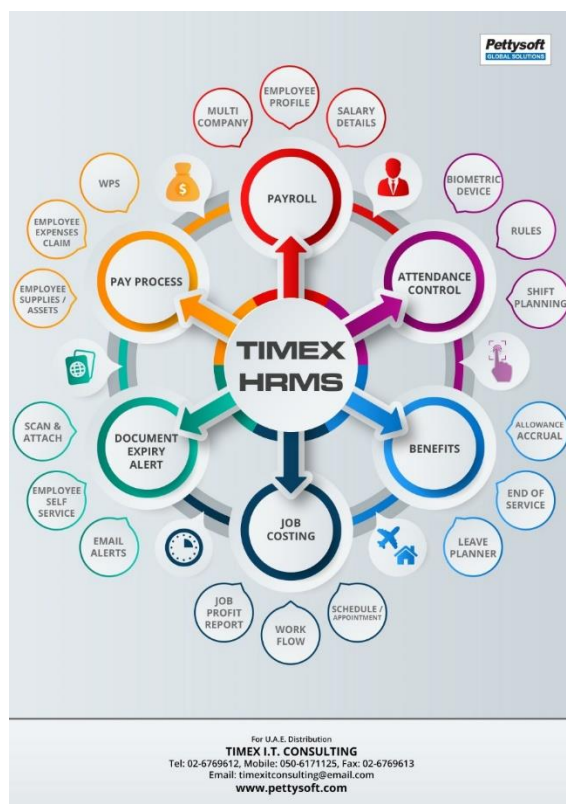 Pettysoft
GLOBAL SOLUTIONS
EMPLOYEE
PROFILE
MULTI
COMPANY
SALARY
DETAILS
PAYROLL
WPS
EMPLOYEE
EXPENSES
CLAIM
EMPLOYEE
SUPPLIES /
ASSETS
PAY PROCESS
BIOMETRIC
DEVICE
RULES
SHIFT
PLANNING
ATTENDANCE
CONTROL
TIMEX
HRMS
SCAN &
ATTACH
EMPLOYEE
SELF
SERVICE
EMAIL
ALERTS
DOCUMENT
EXPIRY
ALERT
BENEFITS
ALLOWANCE
ACCRUAL
END OF
SERVICE
LEAVE
PLANNER
JOB
COSTING
JOB
PROFIT
REPORT
WORK
FLOW
SCHEDULE /
APPOINTMENT
For U.A.E. Distribution
TIMEX I.T. CONSULTING
Tel: 02-6769612, Mobile: 050-6171125, Fax: 02-6769613
Email: timexitconsulting@email.com
www.pettysoft.com